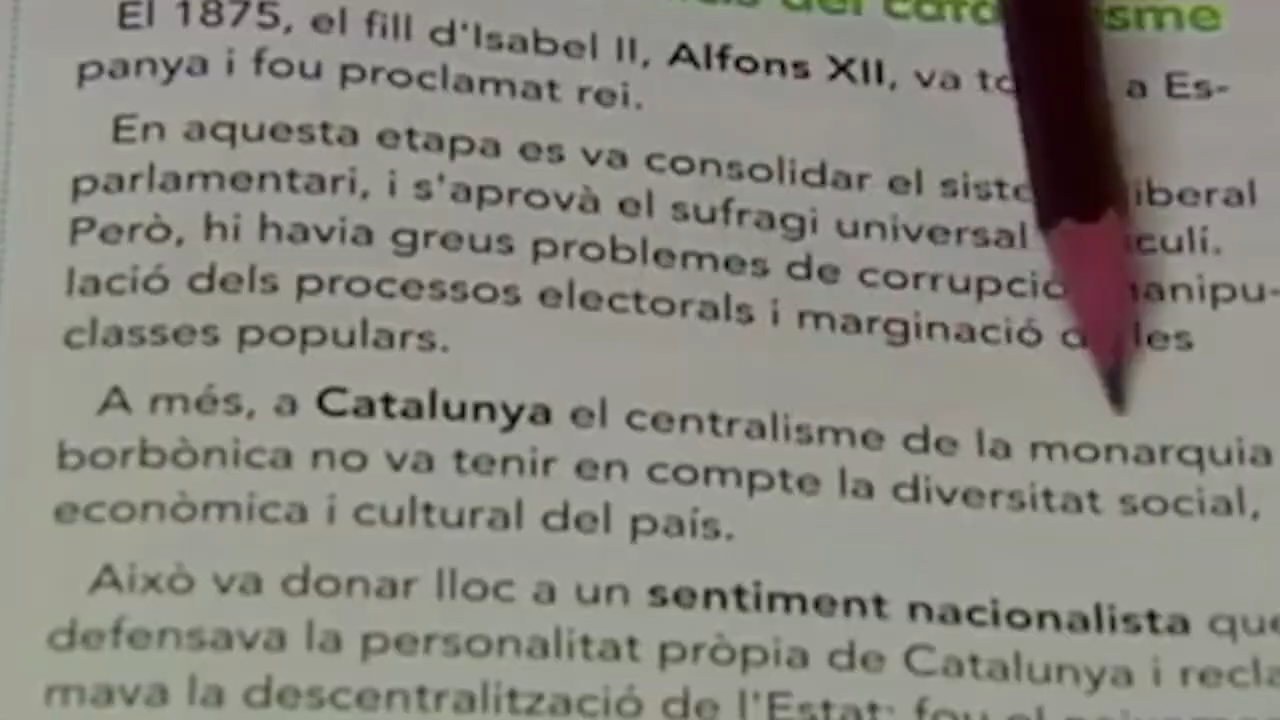 del
El 1875, el fill d'Isabel II, Alfons XII, va a Es-
panya i fou proclamat rei.
En aquesta etapa es va consolidar el
parlamentari, i s'aprovà el sufragi universal
Però, hi havia greus problemes de
lació dels processos electorals i marginació les
classes populars.
A més, a Catalunya el centralisme de la monarquia
borbònica no va tenir en compte la diversitat social,
econòmica i cultural del país.
Això va donar lloc a un sentiment nacionalista que
defensava la personalitat pròpia de Catalunya i recla
mava la descentralització de l'Estat: fou el